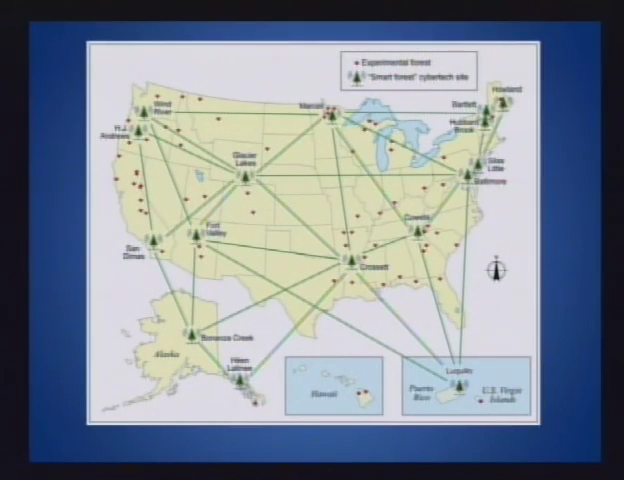 Experimental forest
"Smart forest" cybertech site
Howland
Bartlett
Hubbard
Brook
Marcell
Wind
River
H.J.
Andrews
Glacier
Lakes
Silas
Little
Baltimore
Coweeta
Fort
Valley
San
Dimas
Crossett
N
Bonanza Creek
Alaska
Héen
Latinee
Hawaii
Luquillo
Puerto
Rico
U.S. Virgin
Islands